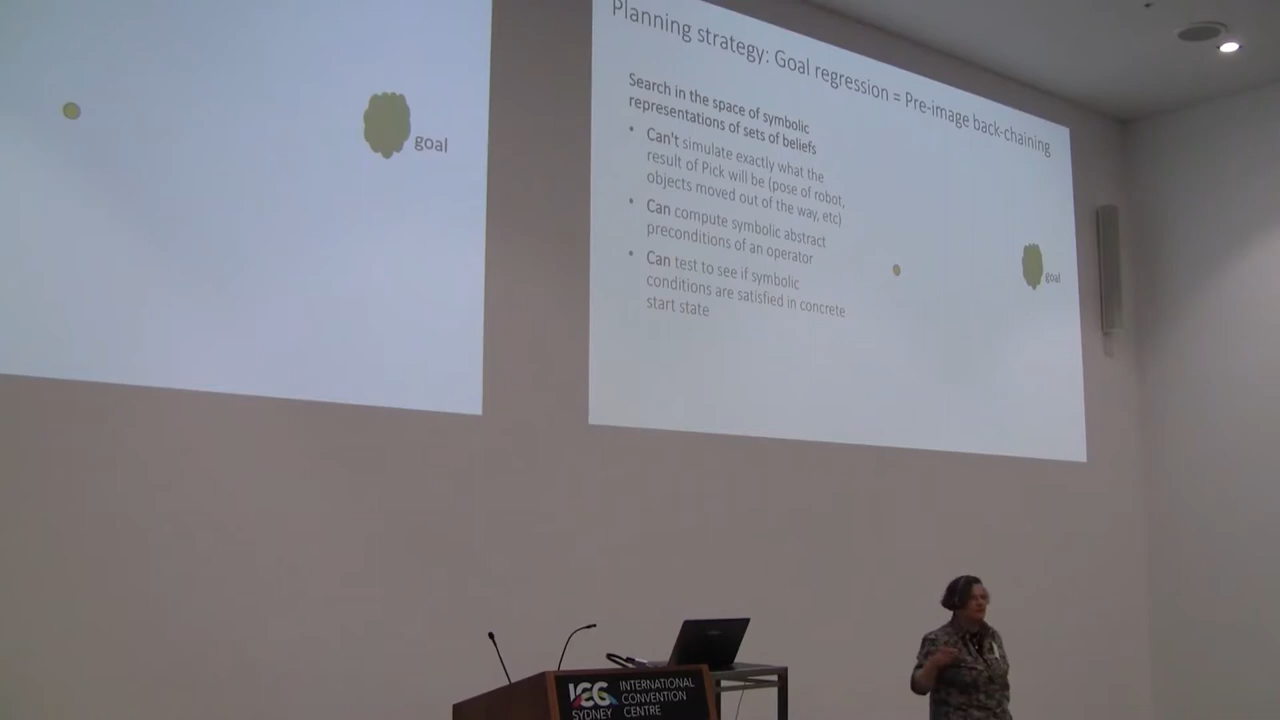 goal
Planning strategy: Goal regression = Pre-image back-chaining
Search in the space of symbolic
representations of sets of beliefs
• Can't simulate exactly what the
result of Pick will be (pose of robot,
objects moved out of the way, etc)
• Can compute symbolic abstract
preconditions of an operator
• Can test to see if symbolic
conditions are satisfied in concrete
start state
goal
ICC
SYDNEY
INTERNATIONAL
CONVENTION
CENTRE